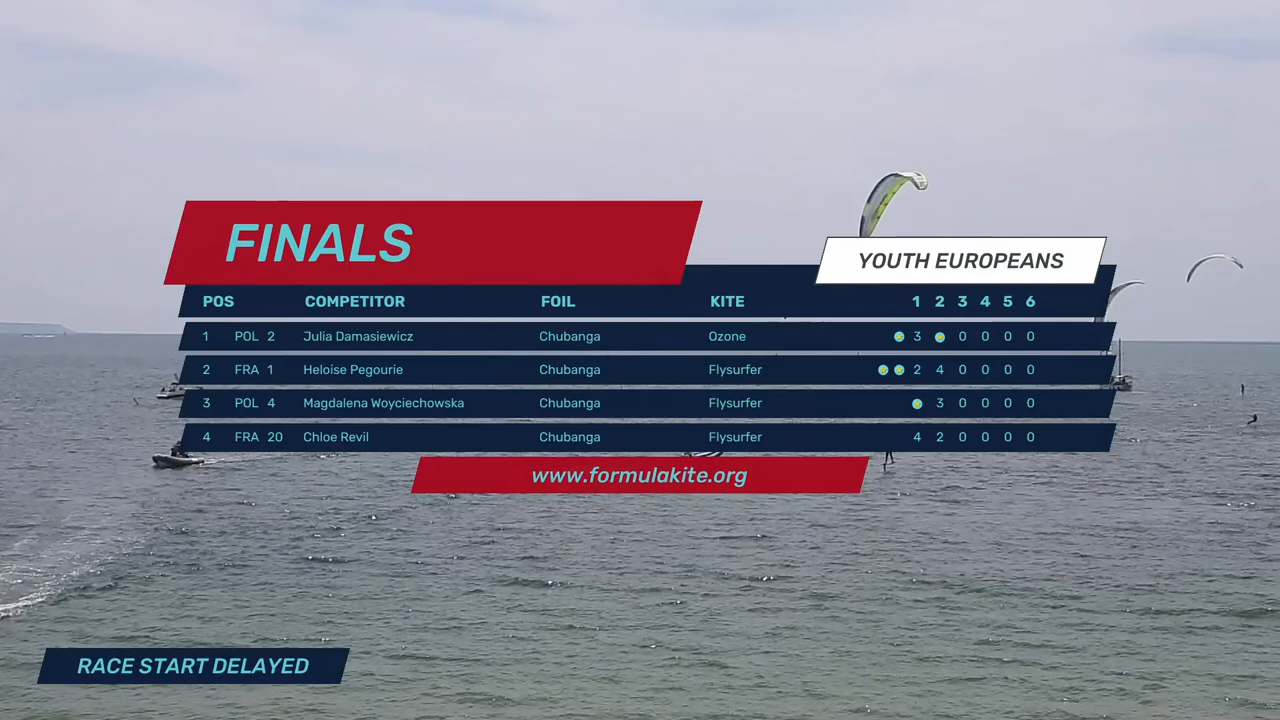 FINALS
YOUTH EUROPEANS
POS COMPETITOR FOIL KITE 1 2 3 4 5 6
1 POL 2 Julia Damasiewicz Chubanga Ozone 3 0 0 0 0
2 FRA 1 Heloise Pegourie Chubanga Flysurfer 2 4 0 0 0 0
3 POL 4 Magdalena Woyciechowska Chubanga Flysurfer 3 0 0 0 0
4 FRA 20 Chloe Revil Chubanga Flysurfer 4 2 0 0 0 0
www.formulakite.org
RACE START DELAYED